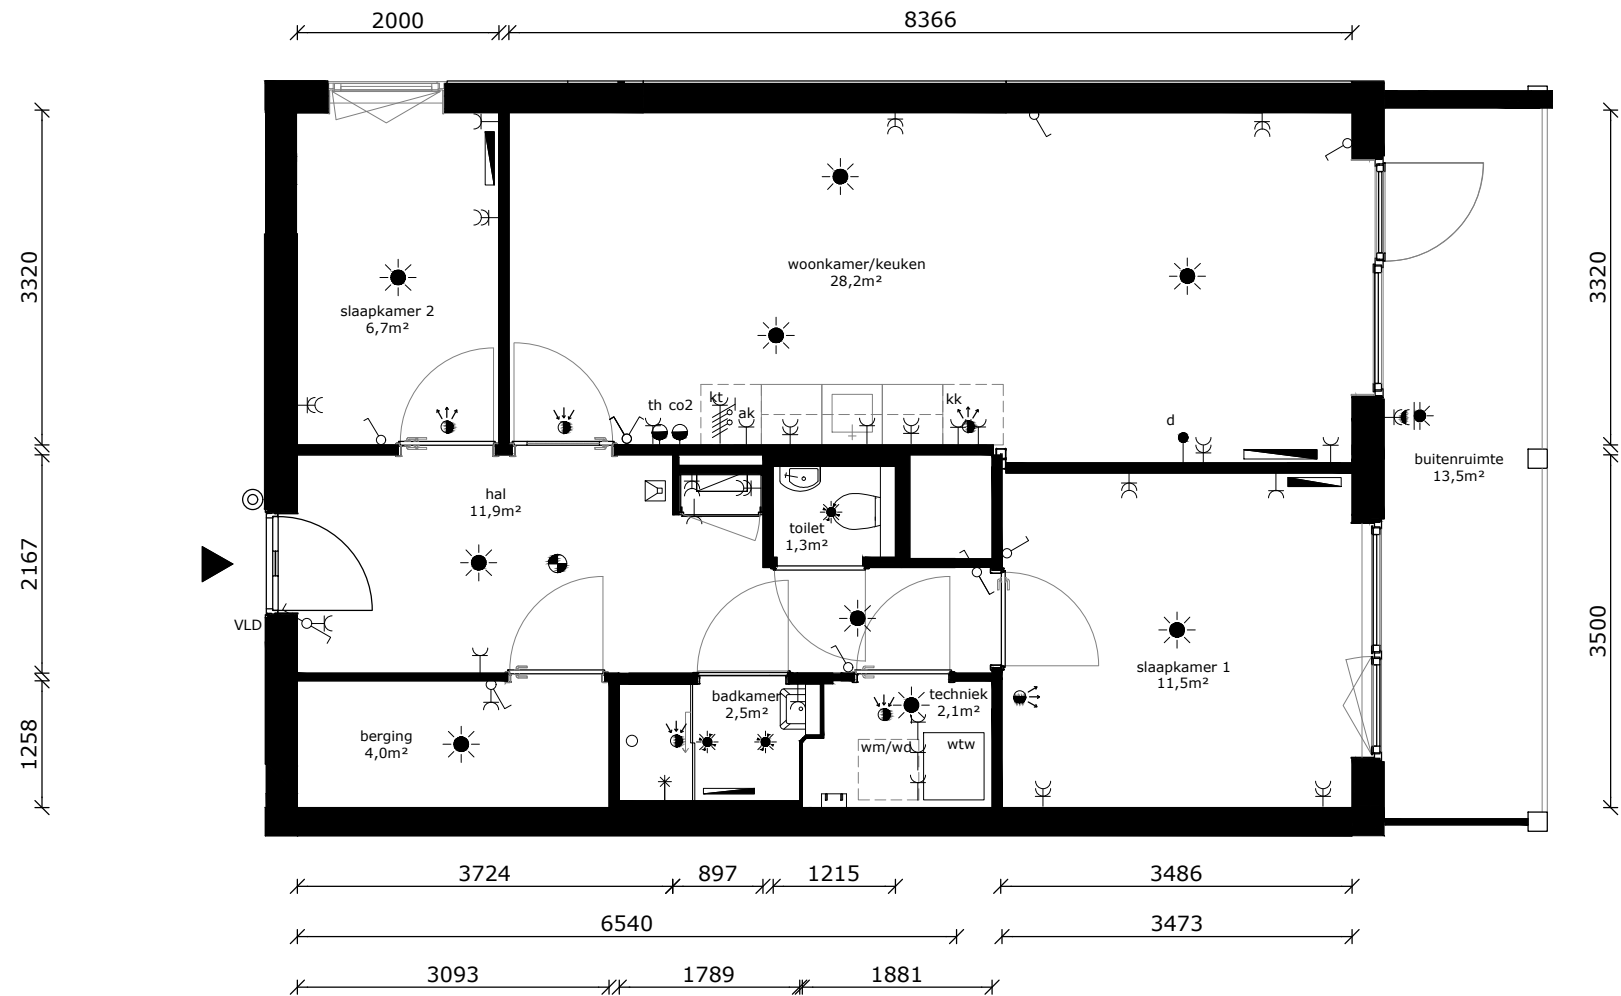 2000
8366
3320
2167
1258
3320
3500
slaapkamer 2
6,7m²
woonkamer/keuken
28,2m²
th co2
kt
ak
kk
d
buitenruimte
13,5m²
hal
11,9m²
toilet
1,3m²
VLD
slaapkamer 1
11,5m²
berging
4,0m²
badkamer
2,5m²
techniek
2,1m²
wm/wd
wtw
3724
897
1215
3486
6540
3473
3093
1789
1881